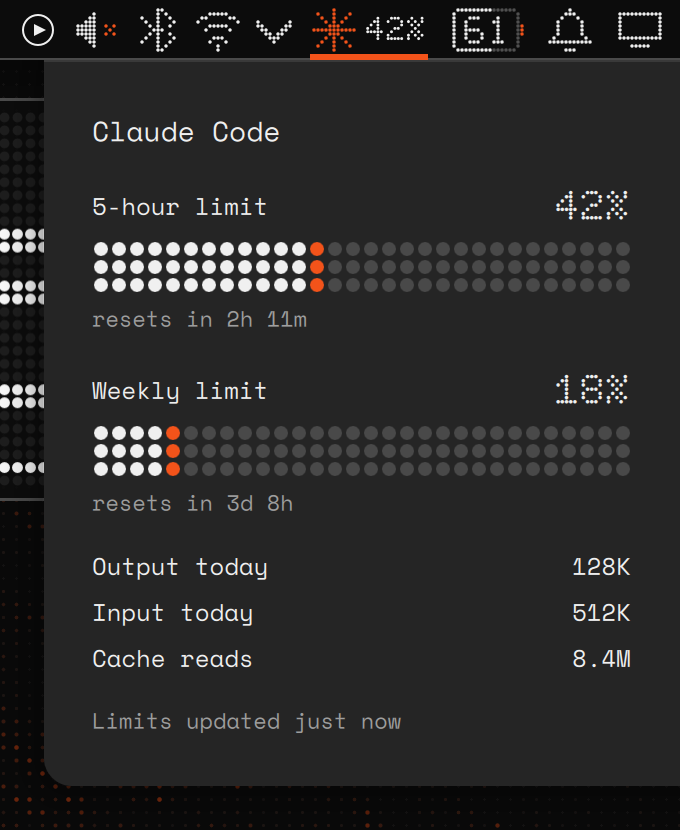 42%
61
Claude Code
5-hour limit 42%
resets in 2h 11m
Weekly limit 18%
resets in 3d 8h
Output today 128K
Input today 512K
Cache reads 8.4M
Limits updated just now